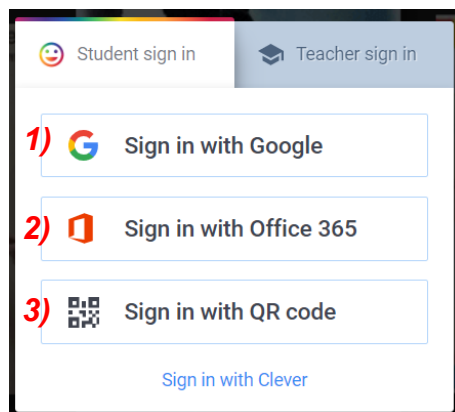 Student sign in Teacher sign in
1) Sign in with Google
2) Sign in with Office 365
3) Sign in with QR code
Sign in with Clever